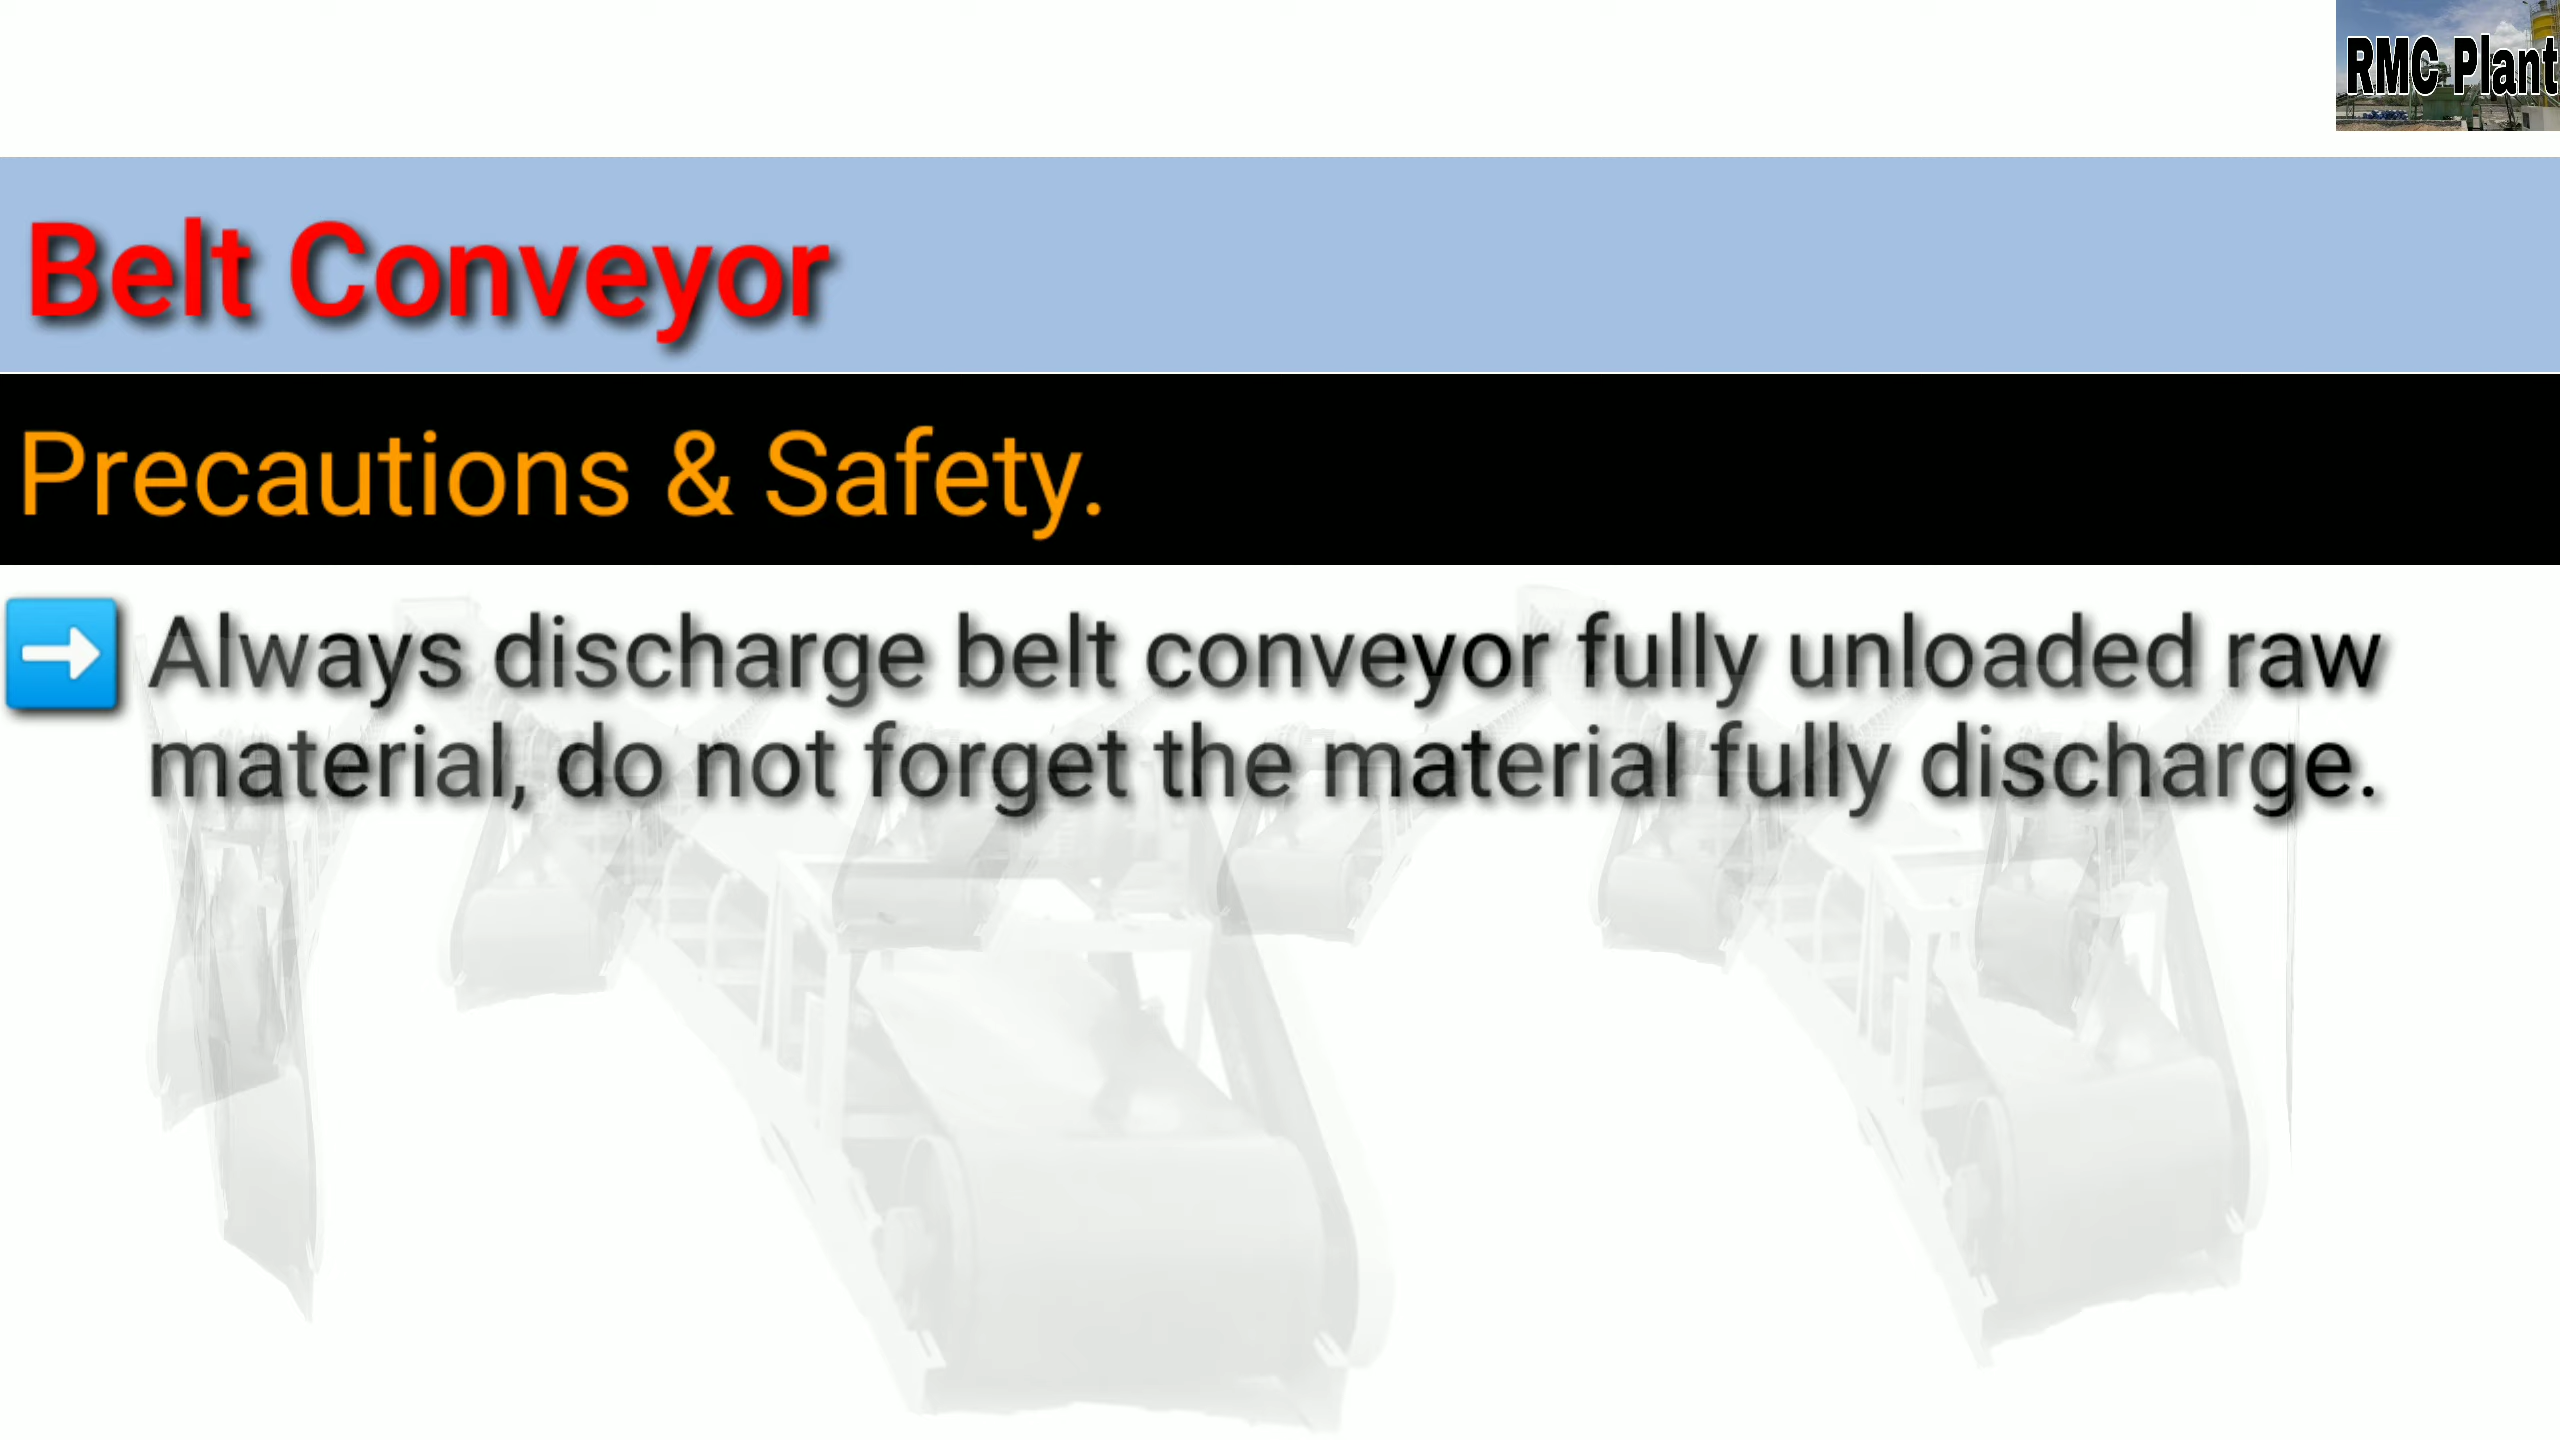 RMC Plant
Belt Conveyor
Precautions & Safety.
Always discharge belt conveyor fully unloaded raw
material, do not forget the material fully discharge.